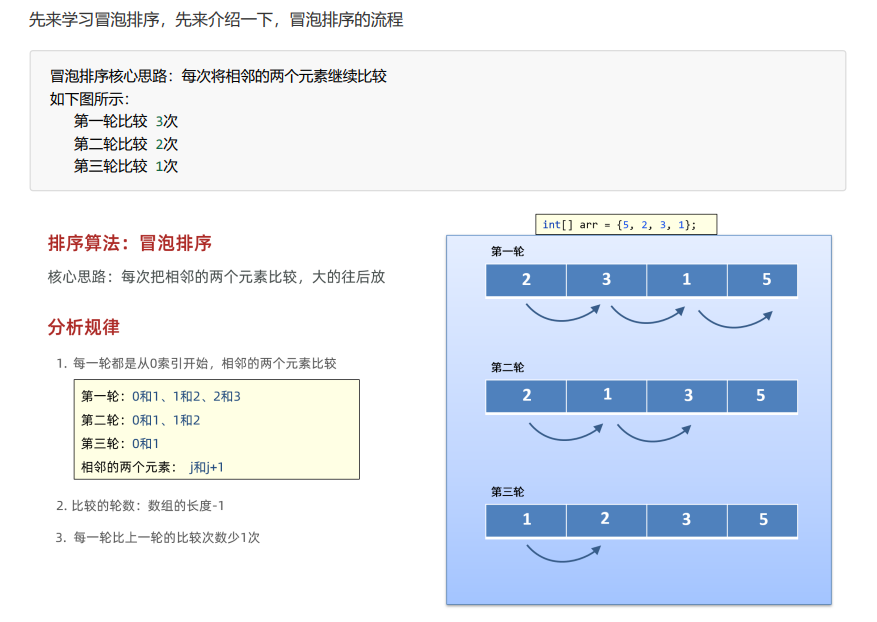 先来学习冒泡排序，先来介绍一下，冒泡排序的流程
冒泡排序核心思路：每次将相邻的两个元素继续比较
如下图所示：
第一轮比较 3次
第二轮比较 2次
第三轮比较 1次
排序算法：冒泡排序
核心思路：每次把相邻的两个元素比较，大的往后放
分析规律
1. 每一轮都是从0索引开始，相邻的两个元素比较
第一轮：0和1、1和2、2和3
第二轮：0和1、1和2
第三轮：0和1
相邻的两个元素： j和j+1
2. 比较的轮数：数组的长度-1
3. 每一轮比上一轮的比较次数少1次
int[] arr = {5, 2, 3, 1};
第一轮
2 3 1 5
第二轮
2 1 3 5
第三轮
1 2 3 5